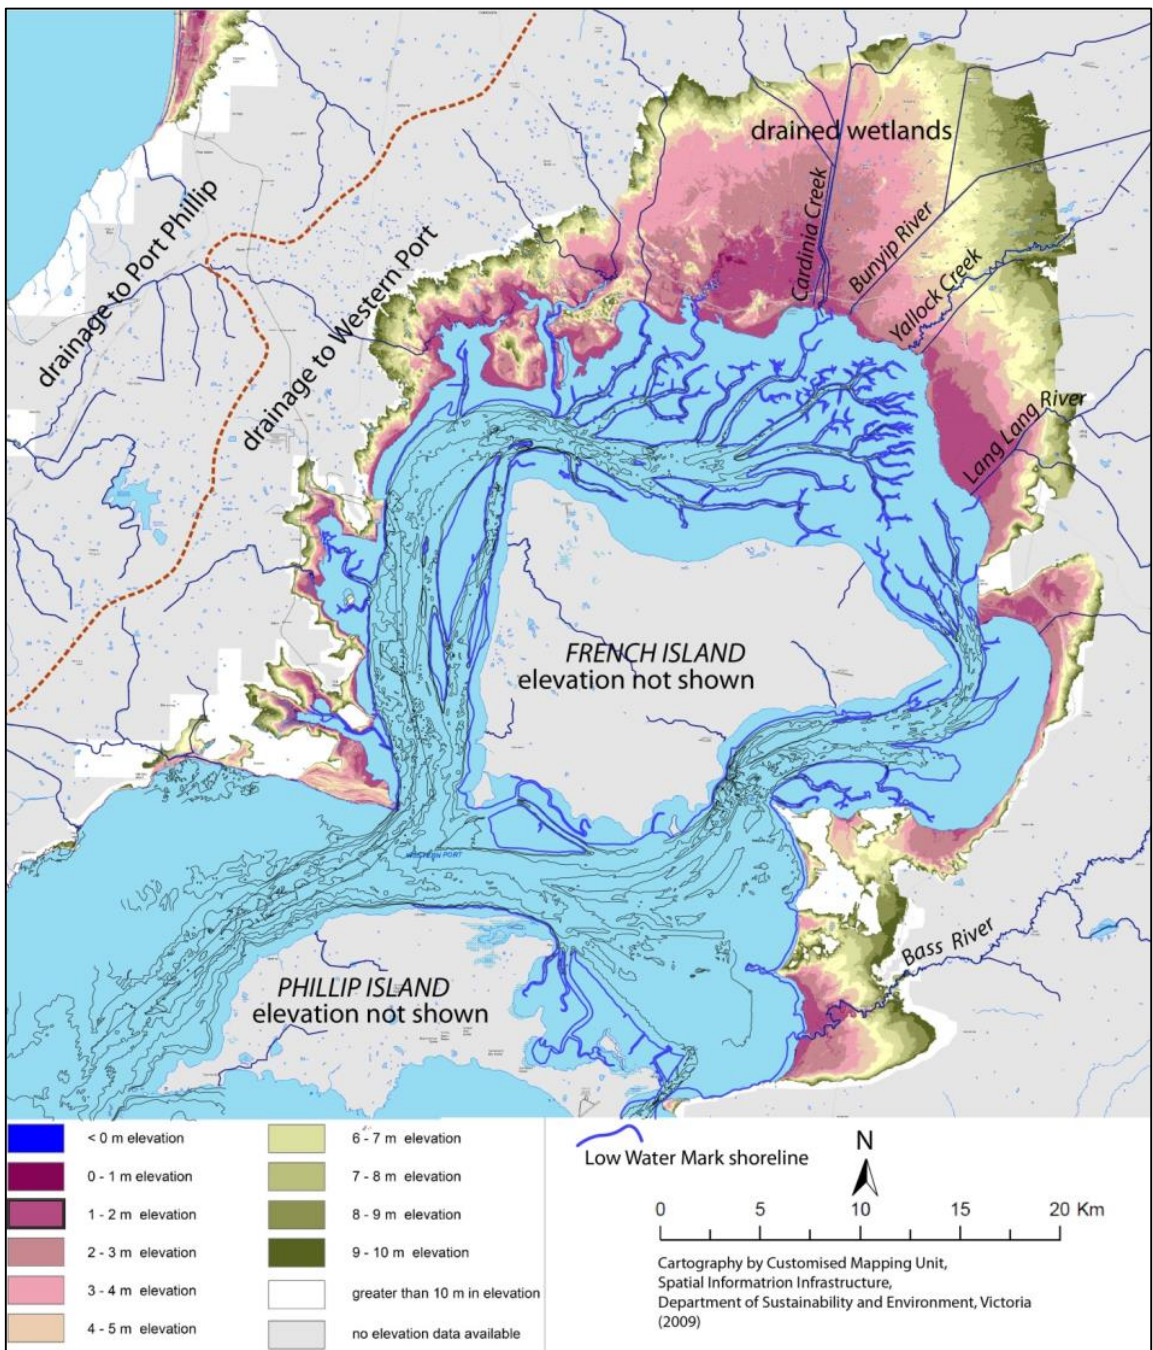 drained wetlands
Cardinia Creek
Bunyip River
Yallock Creek
Lang Lang River
drainage to Port Phillip
drainage to Western Port
FRENCH ISLAND
elevation not shown
WESTERN PORT
PHILLIP ISLAND
elevation not shown
Bass River
< 0 m elevation
0 - 1 m elevation
1 - 2 m elevation
2 - 3 m elevation
3 - 4 m elevation
4 - 5 m elevation
6 - 7 m elevation
7 - 8 m elevation
8 - 9 m elevation
9 - 10 m elevation
greater than 10 m in elevation
no elevation data available
Low Water Mark shoreline
N
0 5 10 15 20 Km
Cartography by Customised Mapping Unit,
Spatial Informatrion Infrastructure,
Department of Sustainability and Environment, Victoria
(2009)